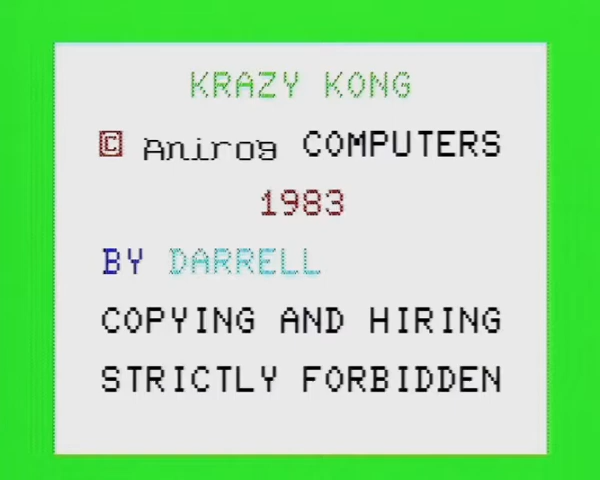 KRAZY KONG
© Anirog COMPUTERS
1983
BY DARRELL
COPYING AND HIRING
STRICTLY FORBIDDEN